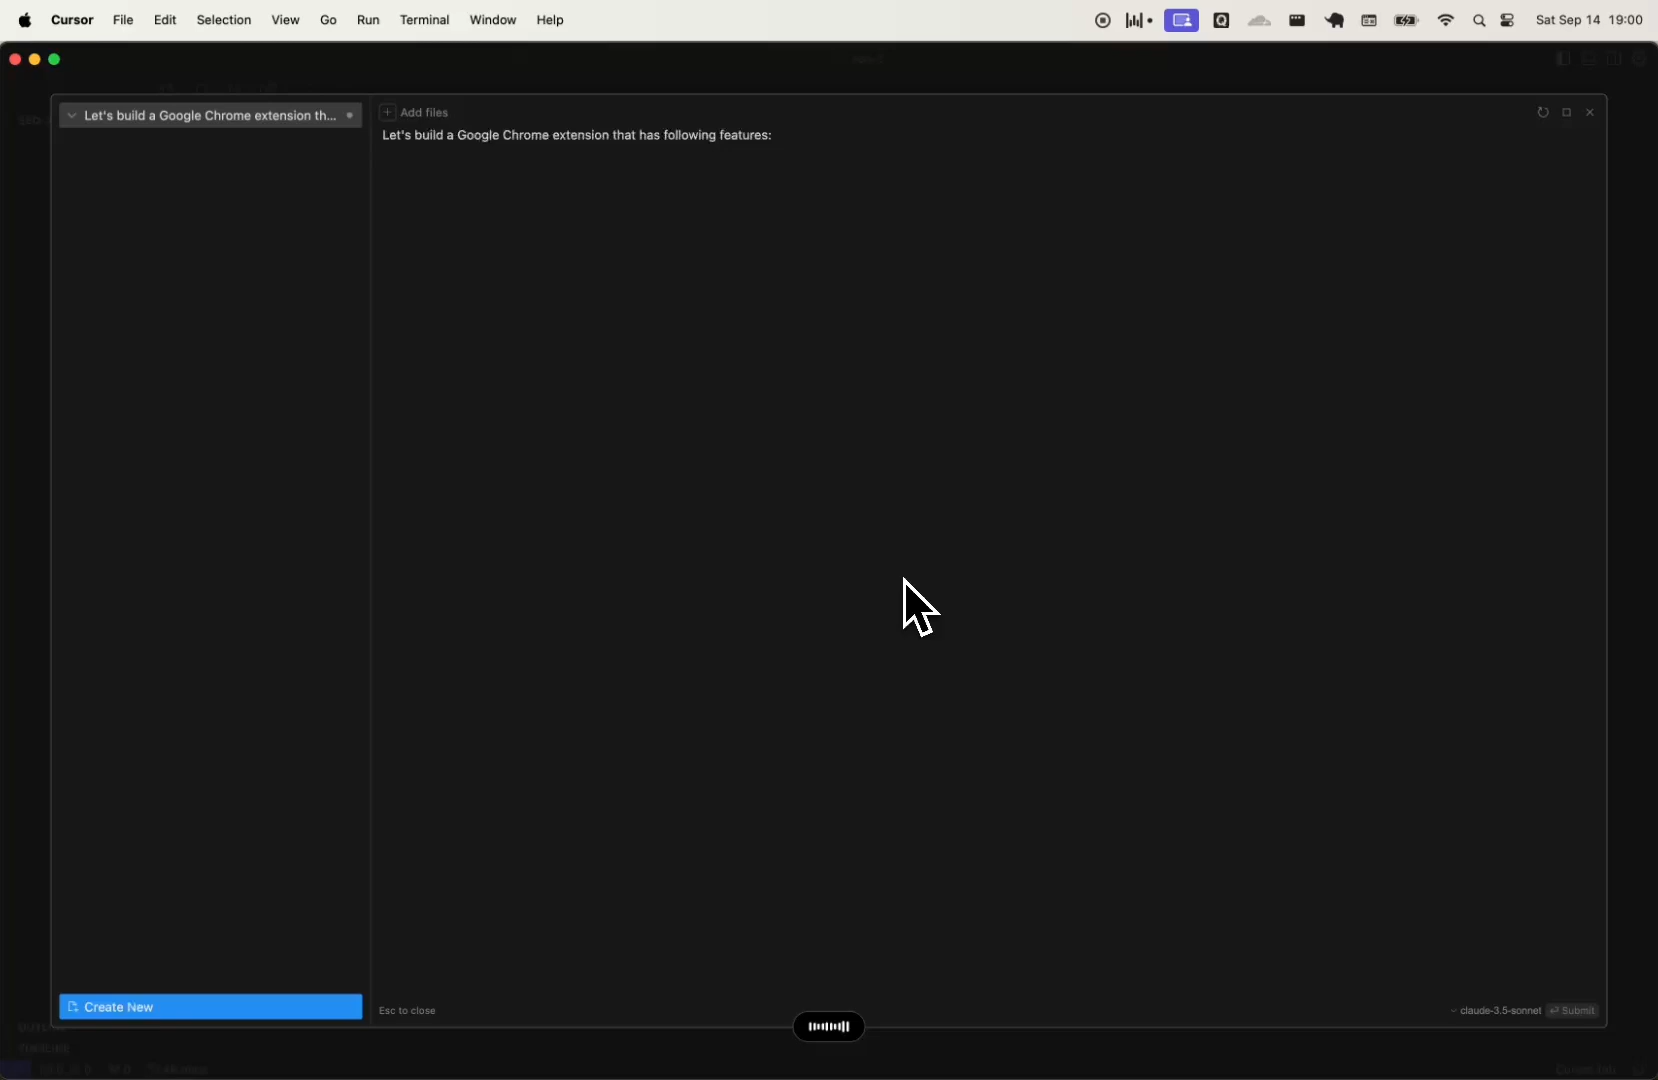 Cursor File Edit Selection View Go Run Terminal Window Help Sat Sep 14 19:00
Let's build a Google Chrome extension th...
Add files
Let's build a Google Chrome extension that has following features:
Create New
Esc to close
claude-3.5-sonnet Submit
TIMELINE